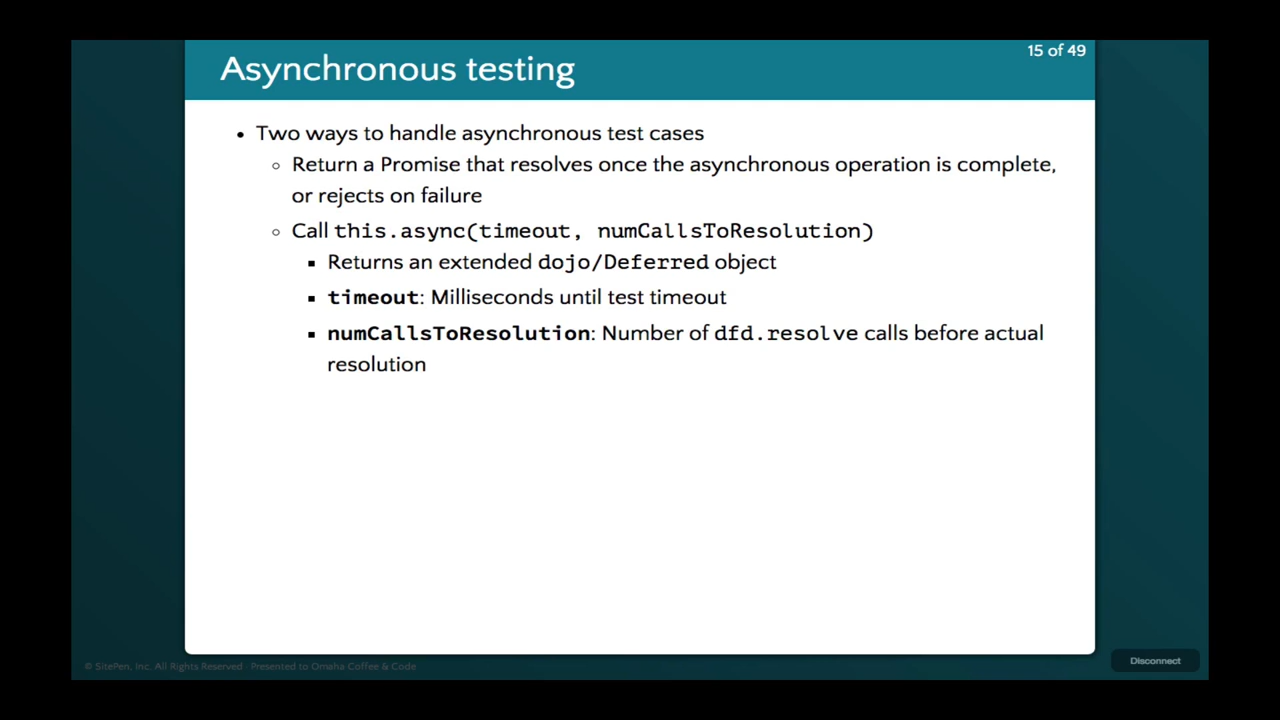 15 of 49
Asynchronous testing
• Two ways to handle asynchronous test cases
◦ Return a Promise that resolves once the asynchronous operation is complete,
or rejects on failure
◦ Call this.async(timeout, numCallsToResolution)
▪ Returns an extended dojo/Deferred object
▪ timeout: Milliseconds until test timeout
▪ numCallsToResolution: Number of dfd.resolve calls before actual
resolution
© SitePen, Inc. All Rights Reserved · Presented to Omaha Coffee & Code
Disconnect